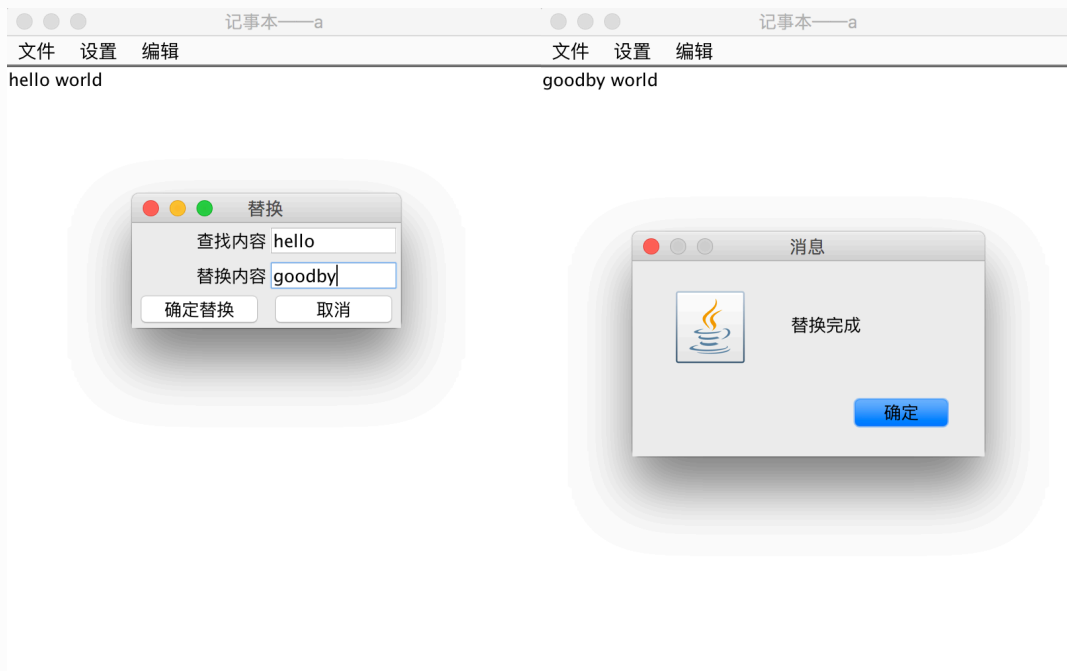 记事本——a
文件 设置 编辑
hello world
替换
查找内容 hello
替换内容 goodby
确定替换 取消
记事本——a
文件 设置 编辑
goodby world
消息
替换完成
确定